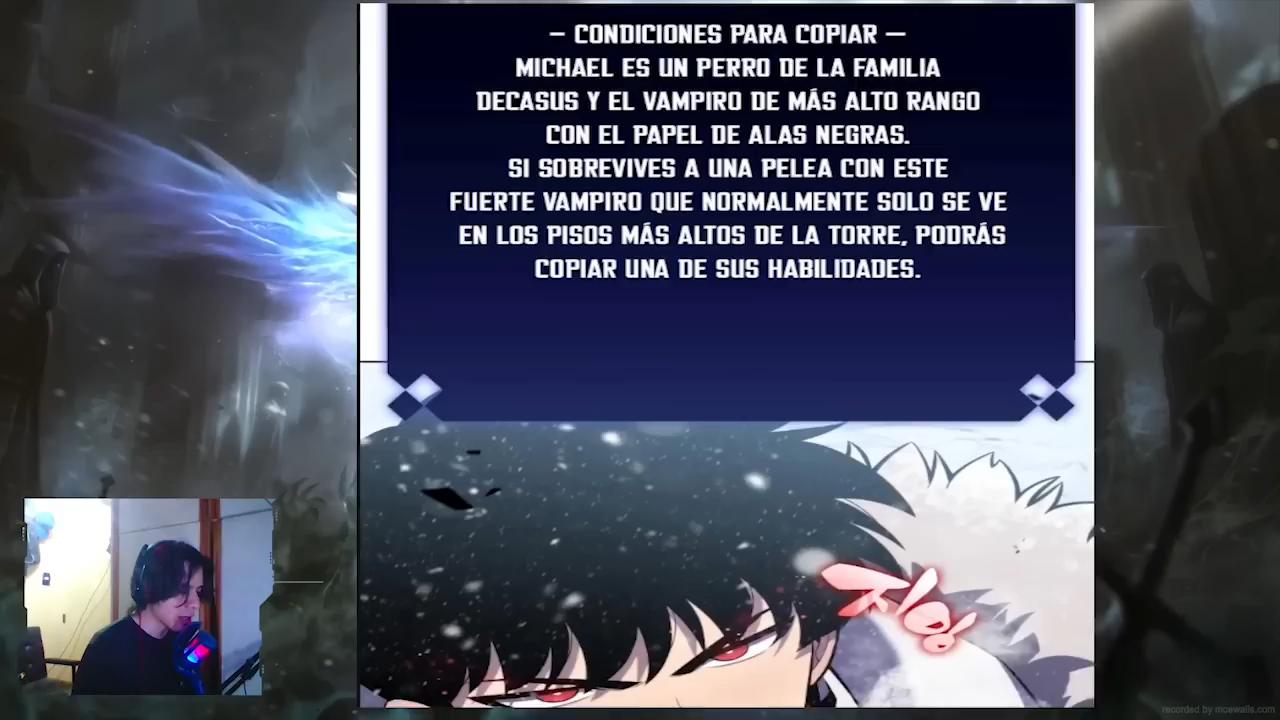 – CONDICIONES PARA COPIAR –
MICHAEL ES UN PERRO DE LA FAMILIA
DECASUS Y EL VAMPIRO DE MÁS ALTO RANGO
CON EL PAPEL DE ALAS NEGRAS.
SI SOBREVIVES A UNA PELEA CON ESTE
FUERTE VAMPIRO QUE NORMALMENTE SOLO SE VE
EN LOS PISOS MÁS ALTOS DE LA TORRE, PODRÁS
COPIAR UNA DE SUS HABILIDADES.
recorded by moewalls.com